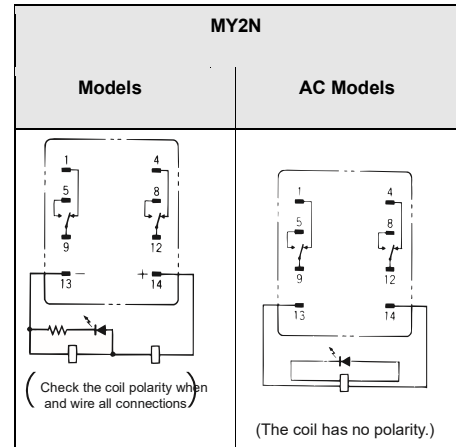 MY2N
Models
AC Models
1 4
5 8
9 12
13 − + 14
Check the coil polarity when
and wire all connections
1 4
5 8
9 12
13 14
(The coil has no polarity.)